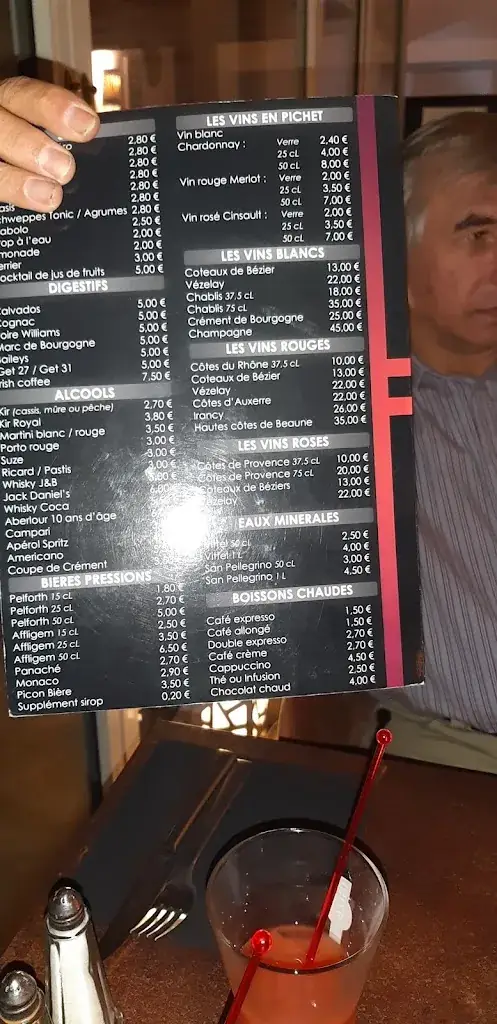 2,80 €
2,80 €
2,80 €
2,80 €
2,80 €
2,80 €
Schweppes Tonic / Agrumes 2,80 €
2,50 €
2,00 €
2,00 €
3,00 €
cocktail de jus de fruits 5,00 €
DIGESTIFS
Calvados 5,00 €
Cognac 5,00 €
Poire Williams 5,00 €
Marc de Bourgogne 5,00 €
Baileys 5,00 €
Get 27 / Get 31 5,00 €
Irish coffee 7,50 €
ALCOOLS
Kir (cassis, mûre ou pêche) 2,70 €
Kir Royal 3,80 €
Martini blanc / rouge 3,50 €
Porto rouge 3,00 €
Suze 3,00 €
Ricard / Pastis 3,00 €
Whisky J&B
Jack Daniel's
Whisky Coca
Aberlour 10 ans d'âge
Campari
Apérol Spritz
Americano
Coupe de Crément
BIERES PRESSIONS
Pelforth 15 cL 1,80 €
Pelforth 25 cL 2,70 €
Pelforth 50 cL 5,00 €
Affligem 15 cL 2,50 €
Affligem 25 cL 3,50 €
Affligem 50 cL 6,50 €
Panaché 2,70 €
Monaco 2,90 €
Picon Bière 3,50 €
Supplément sirop 0,20 €
LES VINS EN PICHET
Vin blanc
Chardonnay : Verre 2,40 €
25 cL 4,00 €
50 cL 8,00 €
Vin rouge Merlot : Verre 2,00 €
25 cL 3,50 €
50 cL 7,00 €
Vin rosé Cinsault : Verre 2,00 €
25 cL 3,50 €
50 cL 7,00 €
LES VINS BLANCS
Coteaux de Bézier 13,00 €
Vézelay 22,00 €
Chablis 37,5 cL 18,00 €
Chablis 75 cL 35,00 €
Crément de Bourgogne 25,00 €
Champagne 45,00 €
LES VINS ROUGES
Côtes du Rhône 37,5 cL 10,00 €
Coteaux de Bézier 13,00 €
Vézelay 22,00 €
Côtes d'Auxerre 22,00 €
Irancy 26,00 €
Hautes côtes de Beaune 35,00 €
LES VINS ROSES
Côtes de Provence 37,5 cL 10,00 €
Côtes de Provence 75 cL 20,00 €
Coteaux de Béziers 13,00 €
Vézelay 22,00 €
EAUX MINERALES
Vittel 50 cL 2,50 €
Vittel 1 L 4,00 €
San Pellegrino 50 cL 3,00 €
San Pellegrino 1 L 4,50 €
BOISSONS CHAUDES
Café expresso 1,50 €
Café allongé 1,50 €
Double expresso 2,70 €
Café crème 2,70 €
Cappuccino 4,50 €
Thé ou Infusion 2,50 €
Chocolat chaud 4,00 €